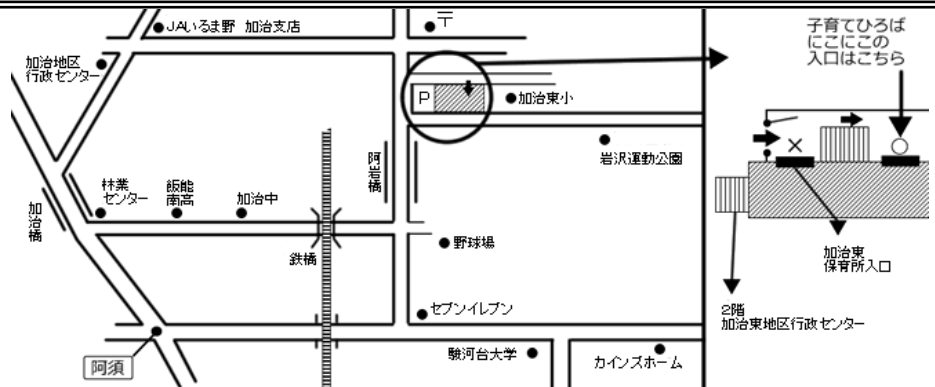 JAいるま野 加治支店
〒
加治地区
行政センター
P
加治東小
岩沢運動公園
阿岩橋
林業
センター
飯能
南高
加治中
加治橋
鉄橋
野球場
セブンイレブン
阿須
駿河台大学
カインズホーム
子育てひろば
にこにこの
入口はこちら
×
○
加治東
保育所入口
2階
加治東地区行政センター